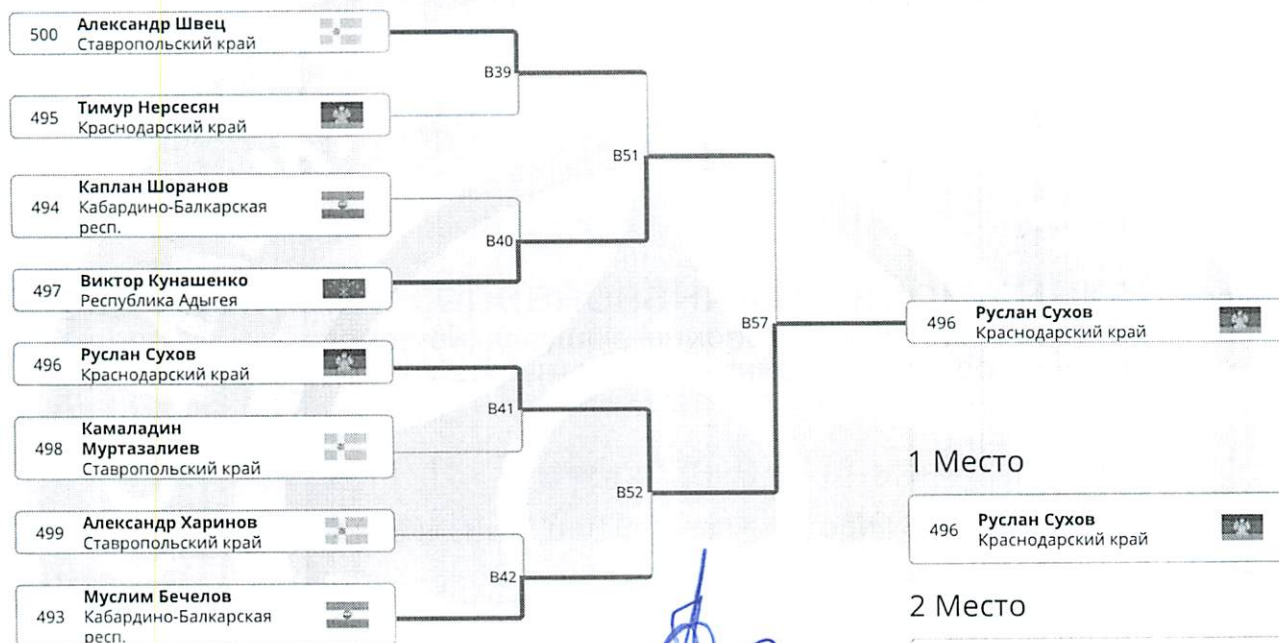 500 Александр Швец
Ставропольский край
B39
495 Тимур Нерсесян
Краснодарский край
B51
494 Каплан Шоранов
Кабардино-Балкарская
респ.
B40
497 Виктор Кунашенко
Республика Адыгея
B57
496 Руслан Сухов
Краснодарский край
496 Руслан Сухов
Краснодарский край
B41
498 Камаладин
Муртазалиев
Ставропольский край
B52
499 Александр Харинов
Ставропольский край
B42
493 Муслим Бечелов
Кабардино-Балкарская
респ.
1 Место
496 Руслан Сухов
Краснодарский край
2 Место